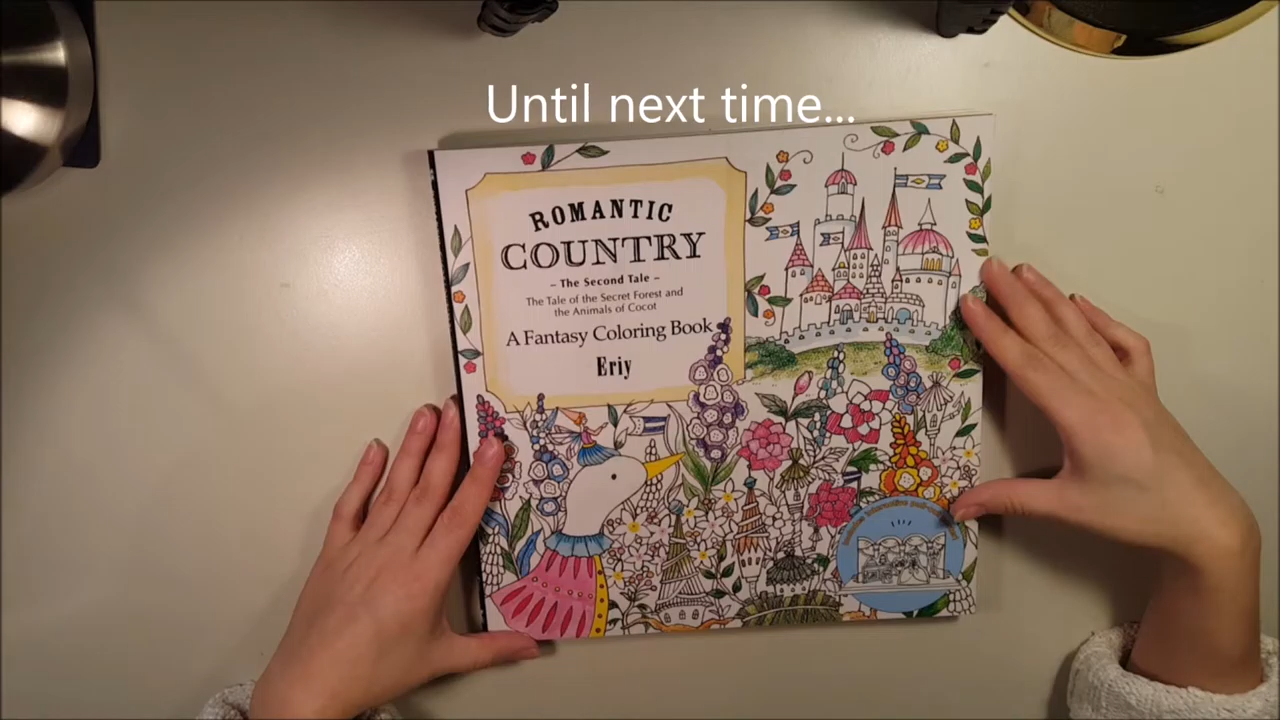 Until next time...
ROMANTIC
COUNTRY
– The Second Tale –
The Tale of the Secret Forest and
the Animals of Cocot
A Fantasy Coloring Book
Eriy